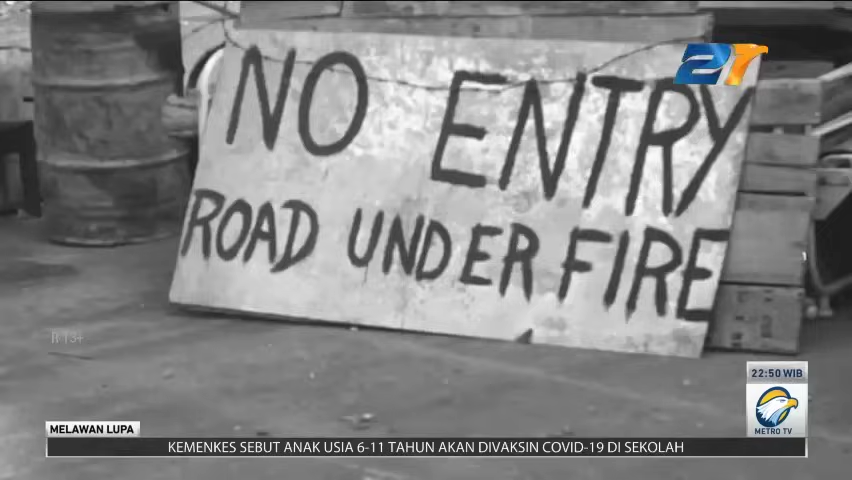 21
NO ENTRY
ROAD UNDER FIRE
22:50 WIB
METRO TV
MELAWAN LUPA
KEMENKES SEBUT ANAK USIA 6-11 TAHUN AKAN DIVAKSIN COVID-19 DI SEKOLAH